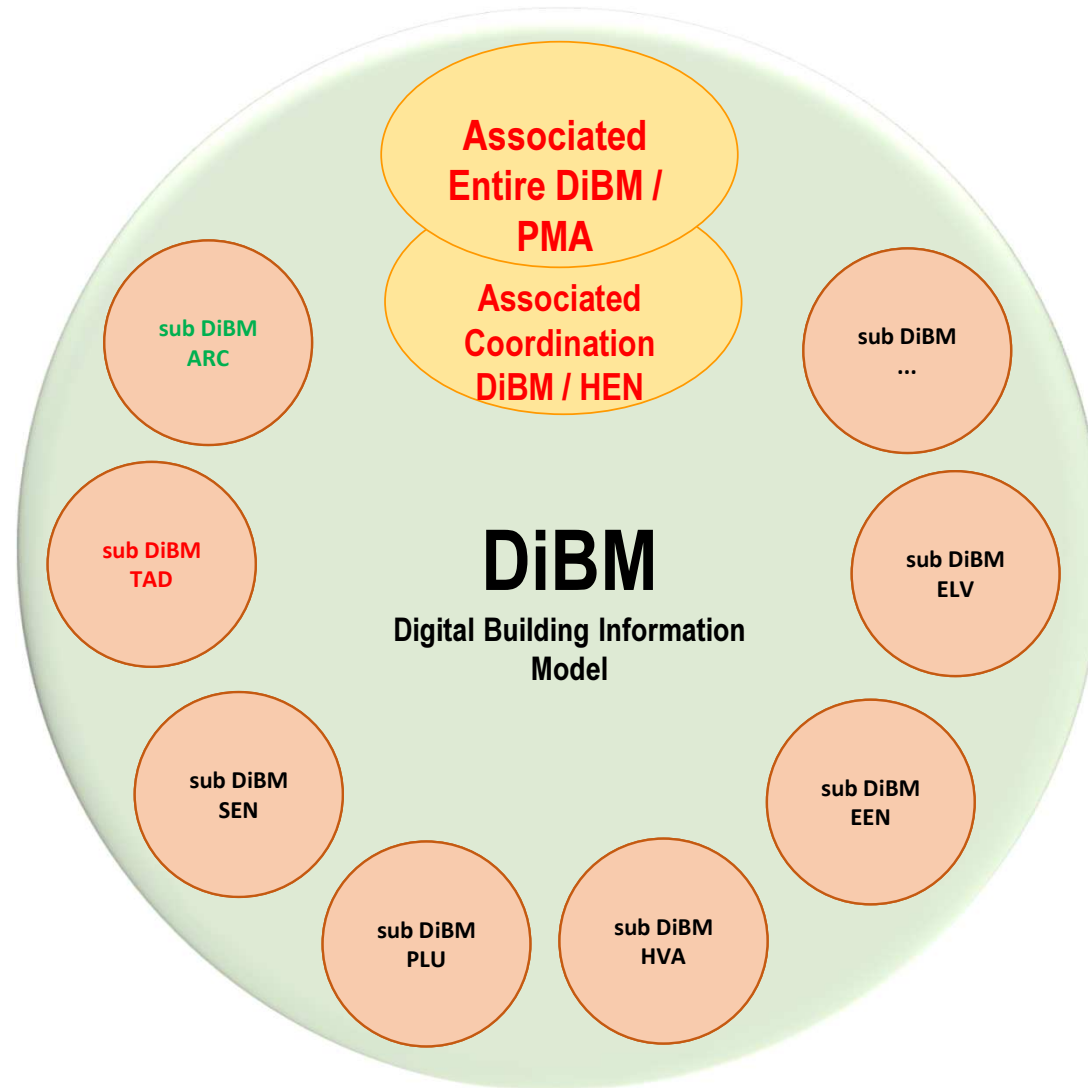 Associated
Entire DiBM /
PMA
Associated
Coordination
DiBM / HEN
sub DiBM
ARC
sub DiBM
...
sub DiBM
TAD
DiBM
Digital Building Information
Model
sub DiBM
ELV
sub DiBM
SEN
sub DiBM
EEN
sub DiBM
PLU
sub DiBM
HVA